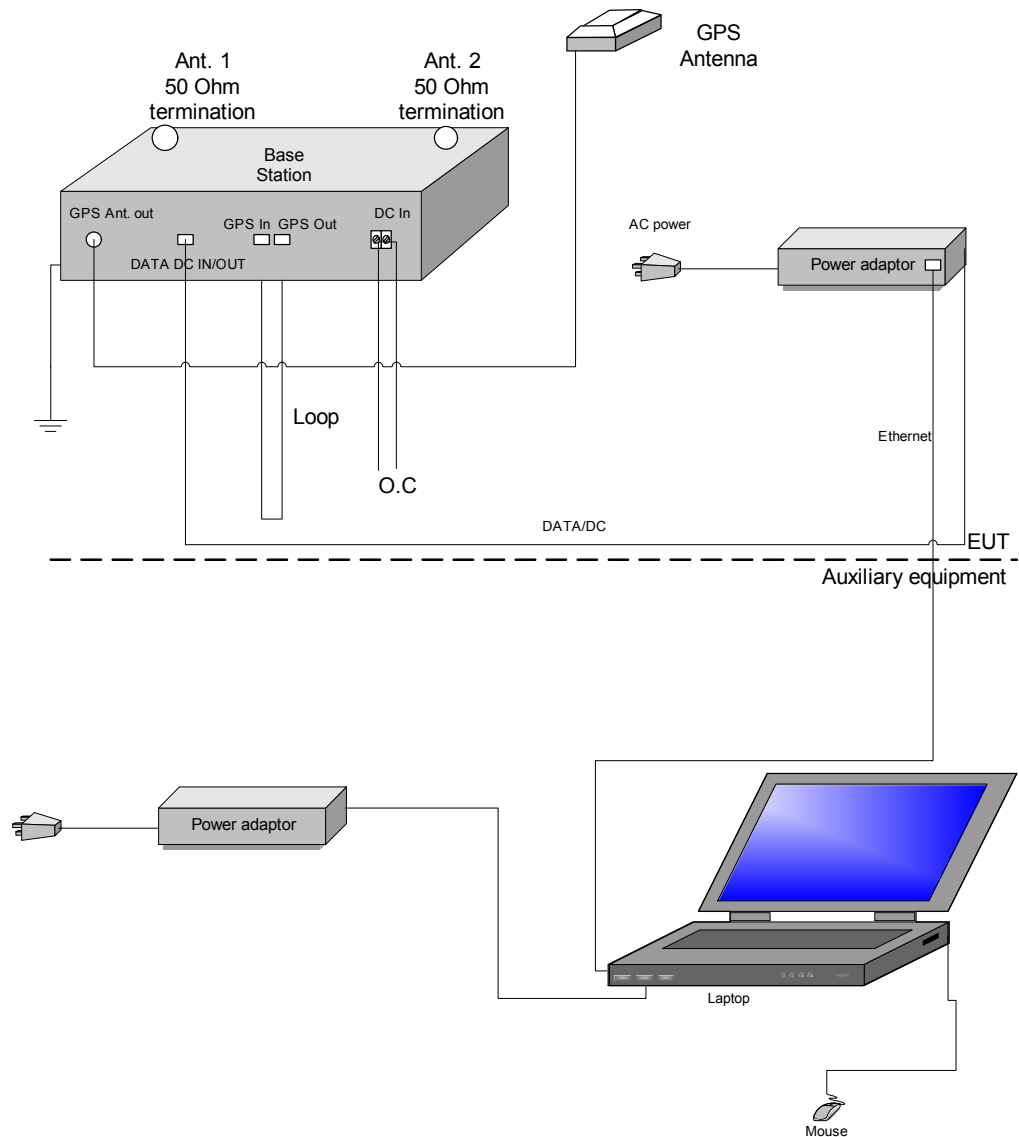 GPS
Antenna
Ant. 1
50 Ohm
termination
Ant. 2
50 Ohm
termination
Base
Station
GPS Ant. out
GPS In GPS Out
DC In
DATA DC IN/OUT
AC power
Power adaptor
Loop
Ethernet
O.C
DATA/DC
EUT
Auxiliary equipment
Power adaptor
Laptop
Mouse